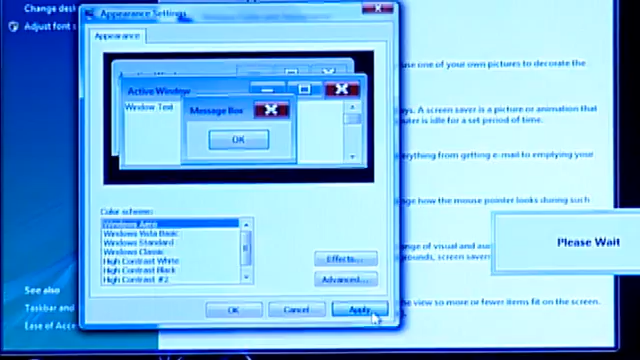 Change desk
Adjust font s
Appearance Settings
Appearance
Active Window
Window Text
Message Box
OK
Color scheme:
Windows Aero
Windows Vista Basic
Windows Standard
Windows Classic
High Contrast White
High Contrast Black
High Contrast #2
Effects...
Advanced...
OK
Cancel
Apply
use one of your own pictures to decorate the
ays. A screen saver is a picture or animation that
uter is idle for a set period of time.
erything from getting e-mail to emptying your
nge how the mouse pointer looks during such
Please Wait
nge of visual and
grounds, screen savers
the view so more or fewer items fit on the screen.
See also
Taskbar and
Ease of Acce